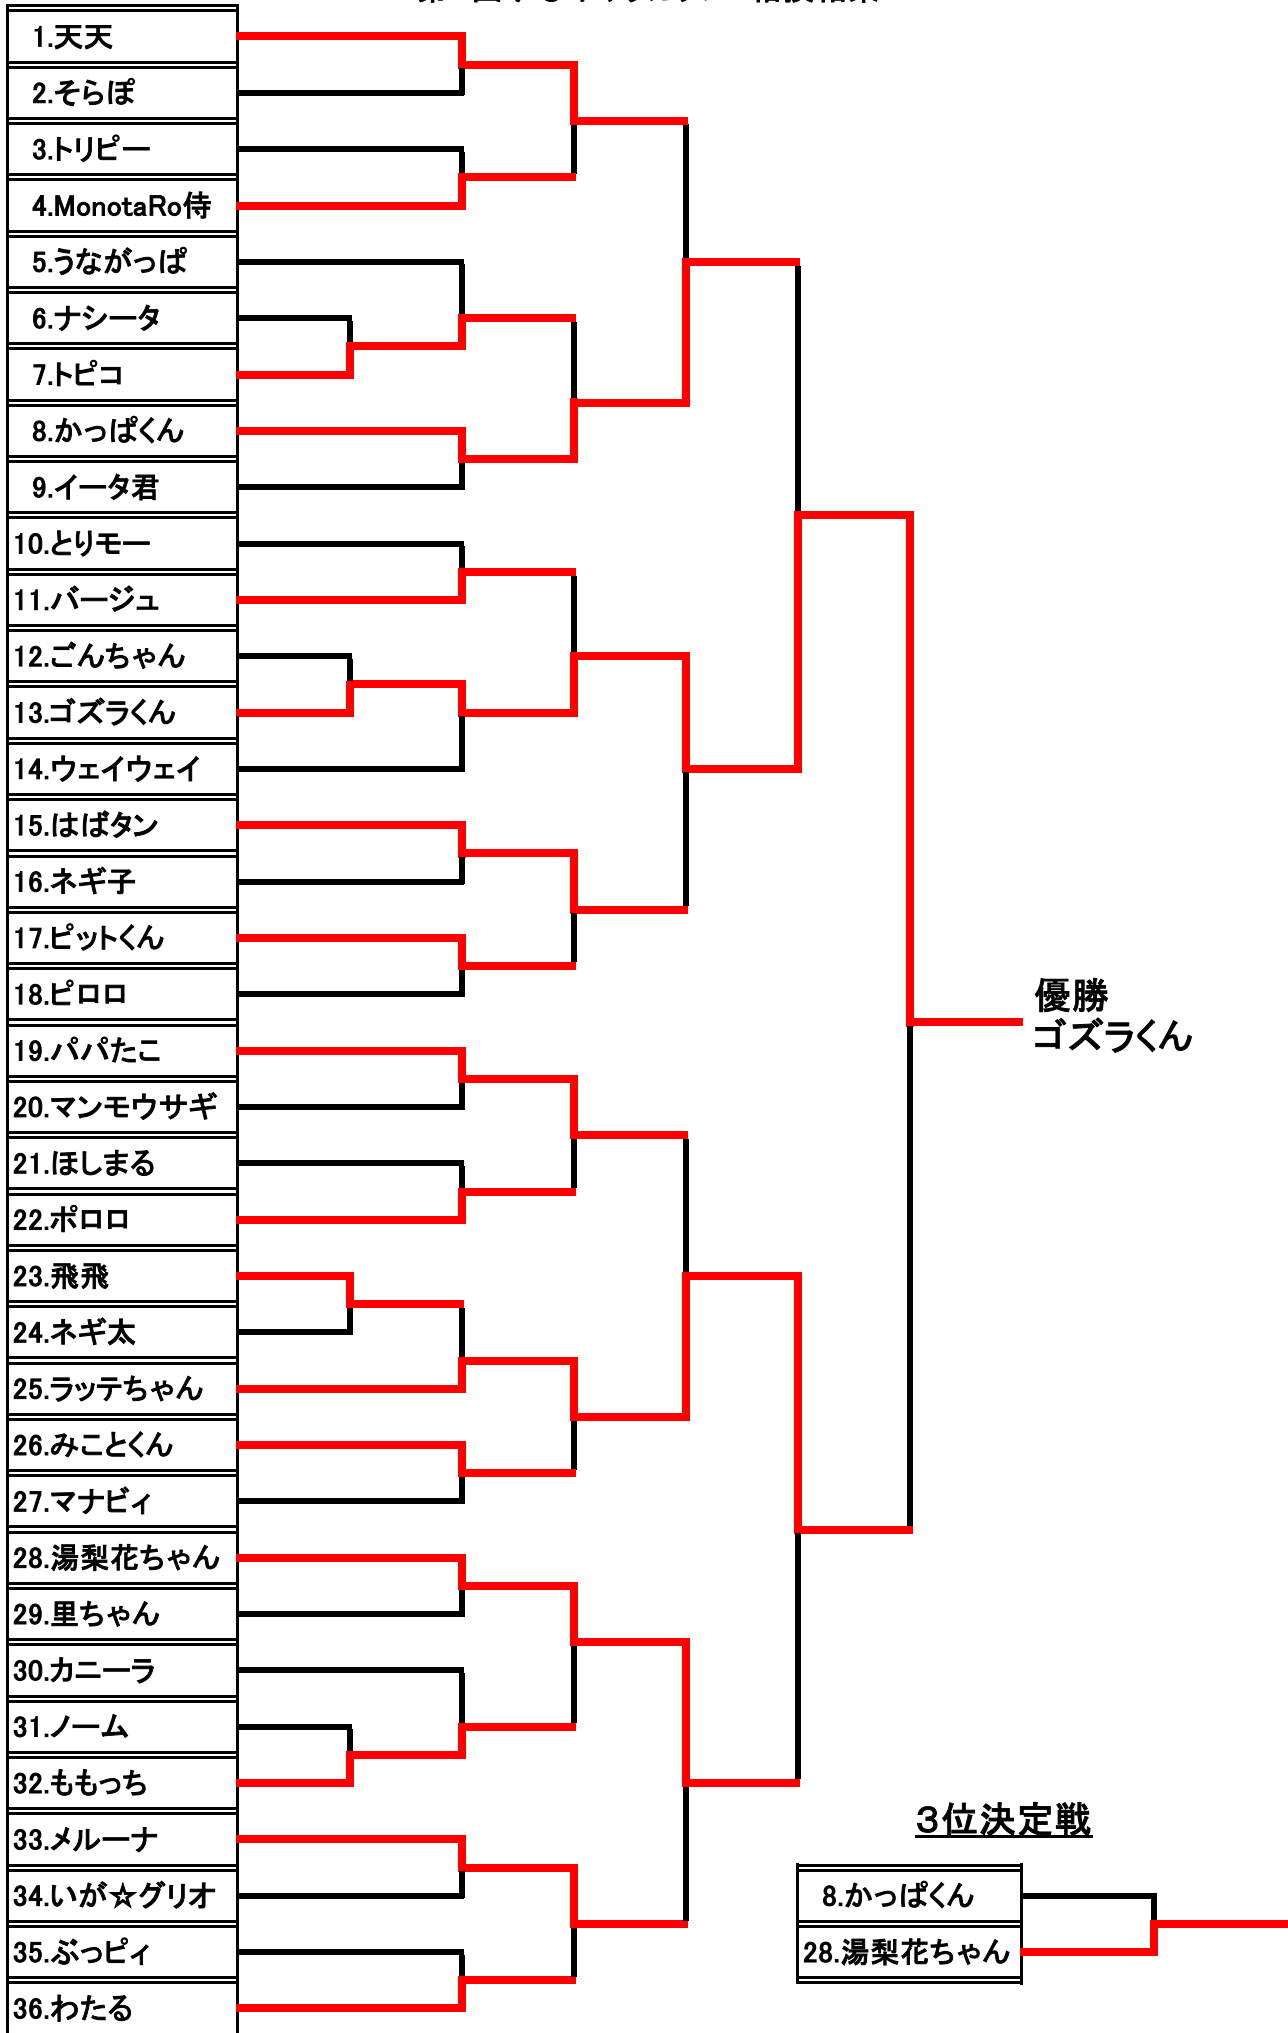 1.天天
2.そらぽ
3.トリピー
4.MonotaRo侍
5.うながっぱ
6.ナシータ
7.トピコ
8.かっぱくん
9.イータ君
10.とりモー
11.バージュ
12.ごんちゃん
13.ゴズラくん
14.ウェイウェイ
15.はばタン
16.ネギ子
17.ピットくん
18.ピロロ
19.パパたこ
20.マンモウサギ
21.ほしまる
22.ポロロ
23.飛飛
24.ネギ太
25.ラッテちゃん
26.みことくん
27.マナビィ
28.湯梨花ちゃん
29.里ちゃん
30.カニーラ
31.ノーム
32.ももっち
33.メルーナ
34.いが☆グリオ
35.ぶっピィ
36.わたる
優勝
ゴズラくん
3位決定戦
8.かっぱくん
28.湯梨花ちゃん